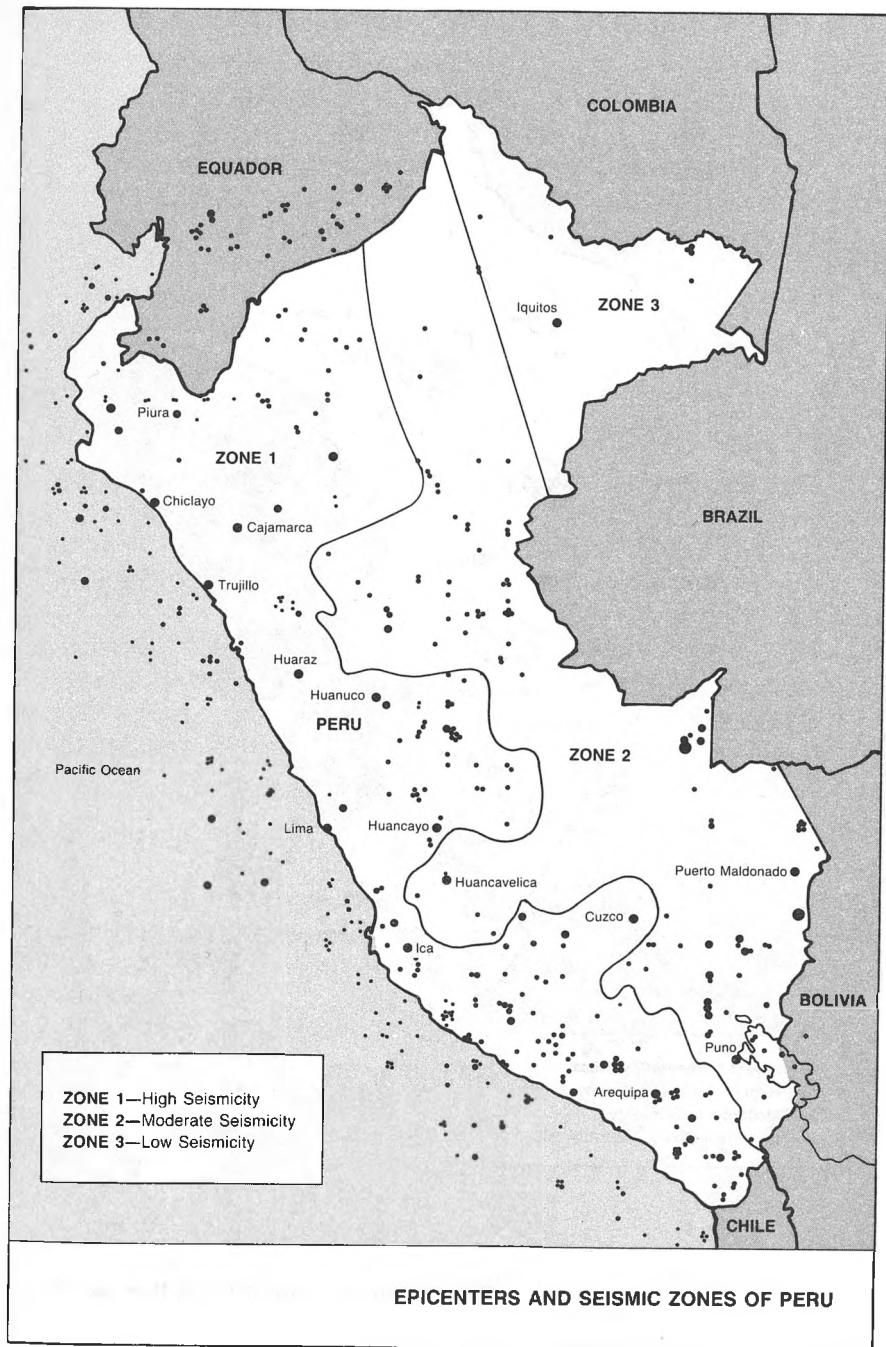 COLOMBIA
EQUADOR
Iquitos
ZONE 3
Piura
ZONE 1
Chiclayo
Cajamarca
BRAZIL
Trujillo
Huaraz
Huanuco
PERU
ZONE 2
Pacific Ocean
Lima
Huancayo
Huancavelica
Puerto Maldonado
Cuzco
Ica
BOLIVIA
Puno
Arequipa
ZONE 1—High Seismicity
ZONE 2—Moderate Seismicity
ZONE 3—Low Seismicity
CHILE
EPICENTERS AND SEISMIC ZONES OF PERU